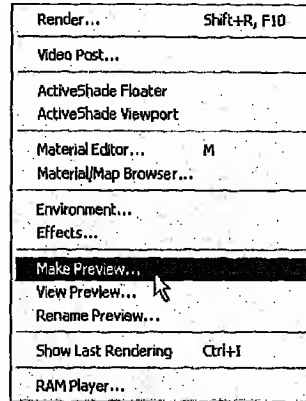 Render... Shift+R, F10
Video Post...
ActiveShade Floater
ActiveShade Viewport
Material Editor... M
Material/Map Browser...
Environment...
Effects...
Make Preview...
View Preview...
Rename Preview...
Show Last Rendering Ctrl+I
RAM Player...